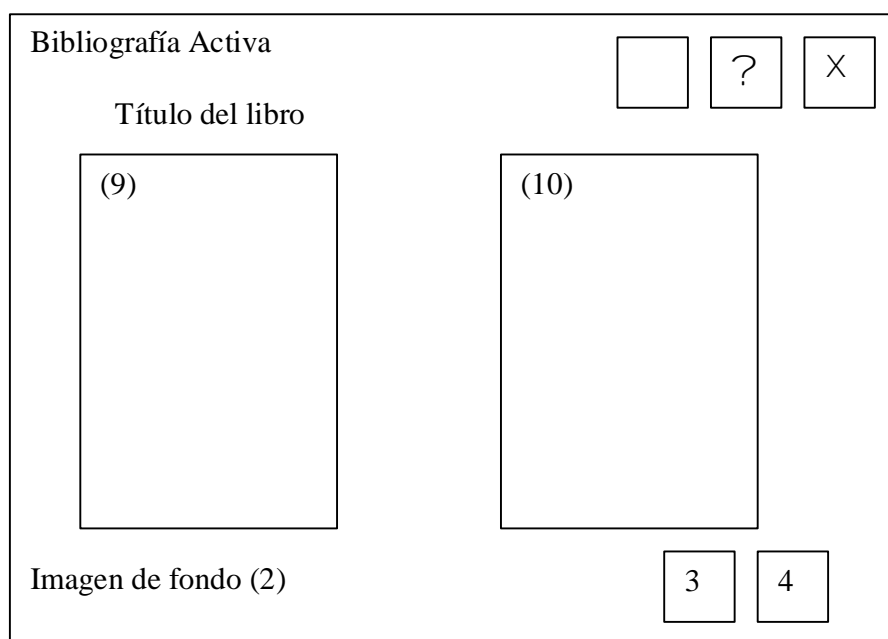 Bibliografía Activa
? X
Título del libro
(9) (10)
Imagen de fondo (2)
3 4